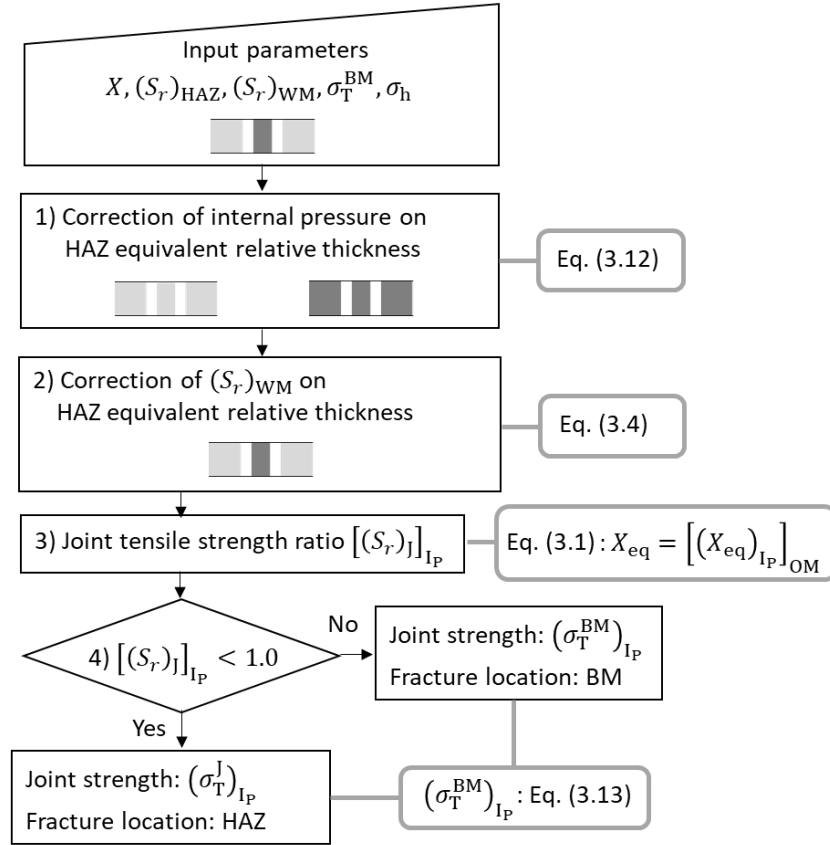 Input parameters
X, (S_r)_HAZ, (S_r)_WM, σ_T^BM, σ_h
1) Correction of internal pressure on
HAZ equivalent relative thickness
Eq. (3.12)
2) Correction of (S_r)_WM on
HAZ equivalent relative thickness
Eq. (3.4)
3) Joint tensile strength ratio [(S_r)_J]_I_P
Eq. (3.1) : X_eq = [(X_eq)_I_P]_OM
4) [(S_r)_J]_I_P < 1.0
No
Joint strength: (σ_T^BM)_I_P
Fracture location: BM
Yes
Joint strength: (σ_T^J)_I_P
Fracture location: HAZ
(σ_T^BM)_I_P : Eq. (3.13)